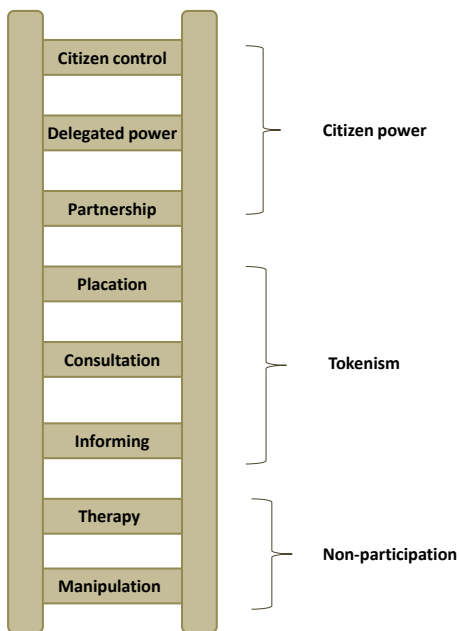 Citizen control
Delegated power
Partnership
Citizen power
Placation
Consultation
Informing
Tokenism
Therapy
Manipulation
Non-participation